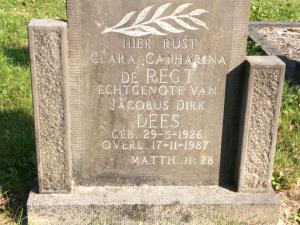 HIER RUST
CLARA CATHARINA
DE REGT
ECHTGENOTE VAN
JACOBUS DIRK
DEES
GEB. 29-5-1926
OVERL. 17-11-1987
MATTH. 11:28